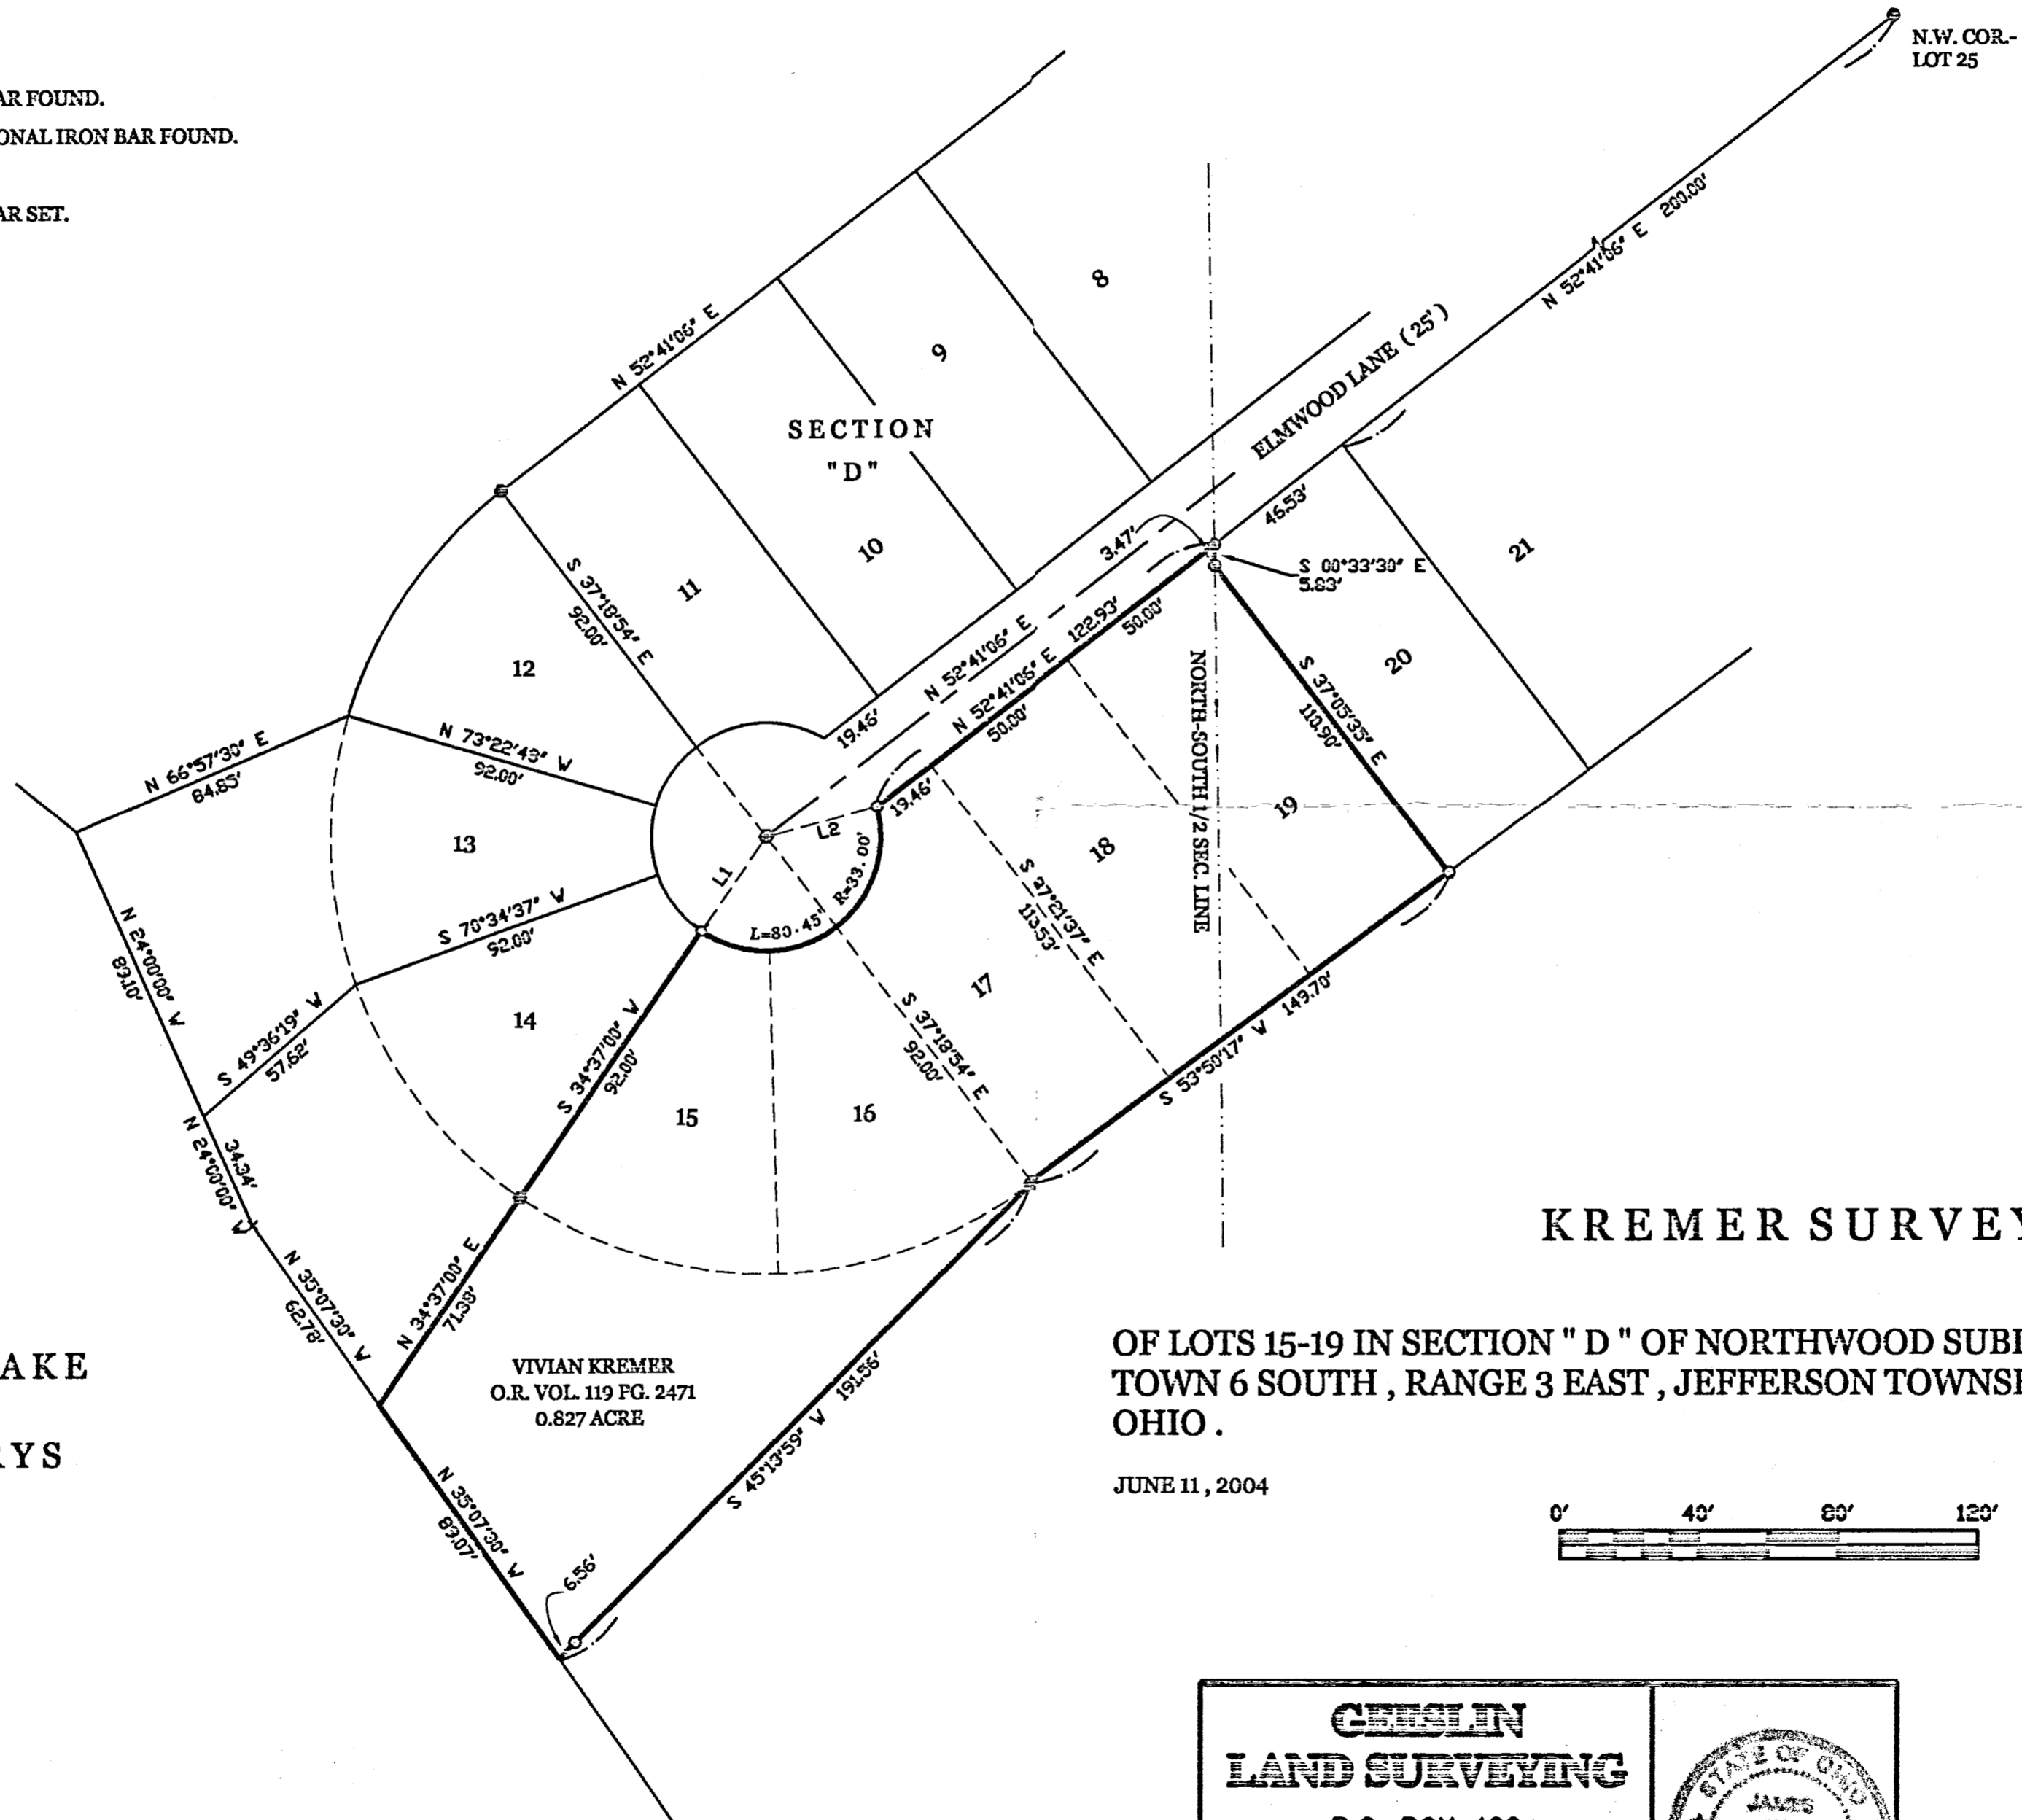 AR FOUND.
ONAL IRON BAR FOUND.
AR SET.
N.W. COR.-
LOT 25
N 52°41'06" E 200.00'
8
9
SECTION
"D"
10
11
12
13
14
15
16
17
18
19
20
21
N 52°41'06" E
ELMWOOD LANE ( 25' )
46.53'
S 00°33'30" E
5.83'
3.47'
N 52°41'06" E
N 52°41'06" E 122.93'
50.00'
50.00'
19.46'
19.46'
S 37°18'54" E
92.00'
N 73°22'43" W
92.00'
N 66°57'30" E
84.85'
S 70°34'37" W
92.00'
N 24°00'00" W
89.10'
S 49°36'19" W
57.62'
N 24°00'00" W
34.34'
N 35°07'30" W
62.78'
L1
L2
R=33.00'
L=80.45'
S 34°37'00" W
92.00'
N 34°37'00" E
71.39'
S 37°18'54" E
92.00'
S 27°21'37" E
113.53'
NORTH-SOUTH 1/2 SEC. LINE
S 37°05'35" E
110.90'
S 53°50'17" W 149.70'
S 45°13'59" W 191.56'
N 35°07'30" W
89.07'
6.56'
VIVIAN KREMER
O.R. VOL. 119 PG. 2471
0.827 ACRE
AKE
RYS
KREMER SURVEY
OF LOTS 15-19 IN SECTION " D " OF NORTHWOOD SUBD
TOWN 6 SOUTH , RANGE 3 EAST , JEFFERSON TOWNSH
OHIO .
JUNE 11 , 2004
0' 40' 80' 120'
GEESLIN
LAND SURVEYING
STATE OF OHIO
JAMES